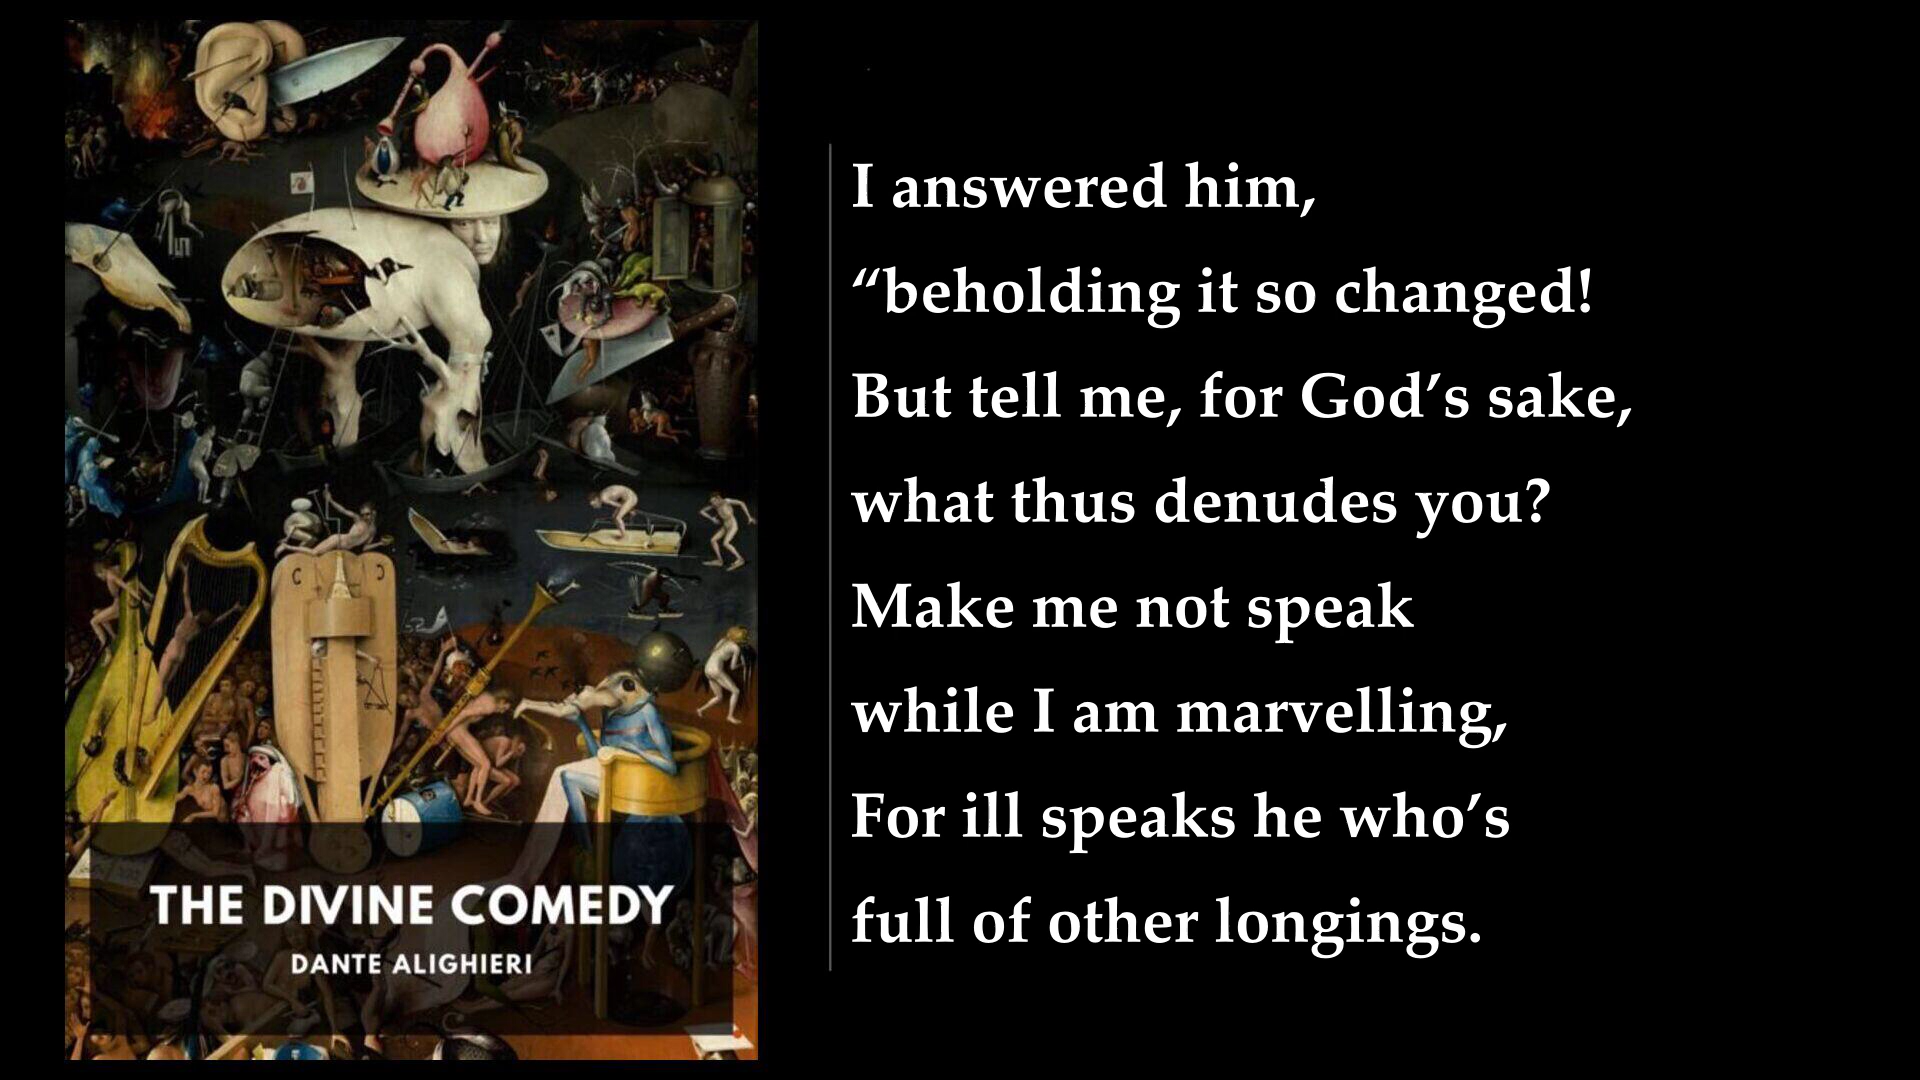 THE DIVINE COMEDY
DANTE ALIGHIERI
I answered him,
“beholding it so changed!
But tell me, for God’s sake,
what thus denudes you?
Make me not speak
while I am marvelling,
For ill speaks he who’s
full of other longings.